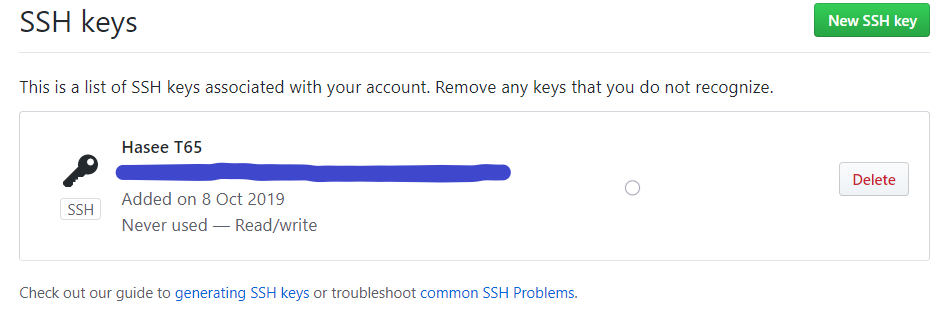 SSH keys
New SSH key
This is a list of SSH keys associated with your account. Remove any keys that you do not recognize.
Hasee T65
SSH
Added on 8 Oct 2019
Never used — Read/write
Delete
Check out our guide to generating SSH keys or troubleshoot common SSH Problems.